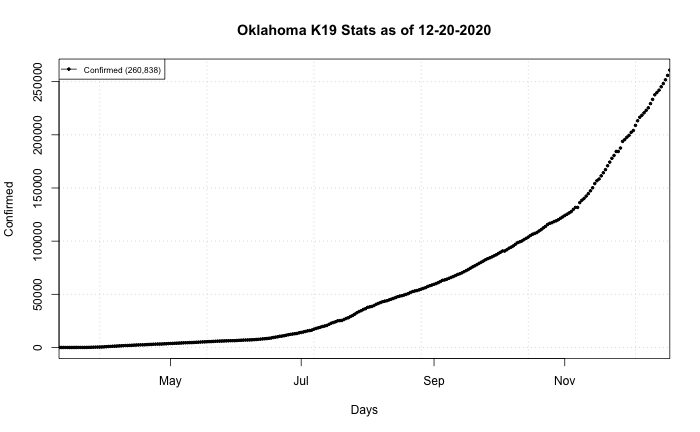 Oklahoma K19 Stats as of 12-20-2020
Confirmed (260,838)
250000
200000
150000
100000
50000
0
Confirmed
May Jul Sep Nov
Days